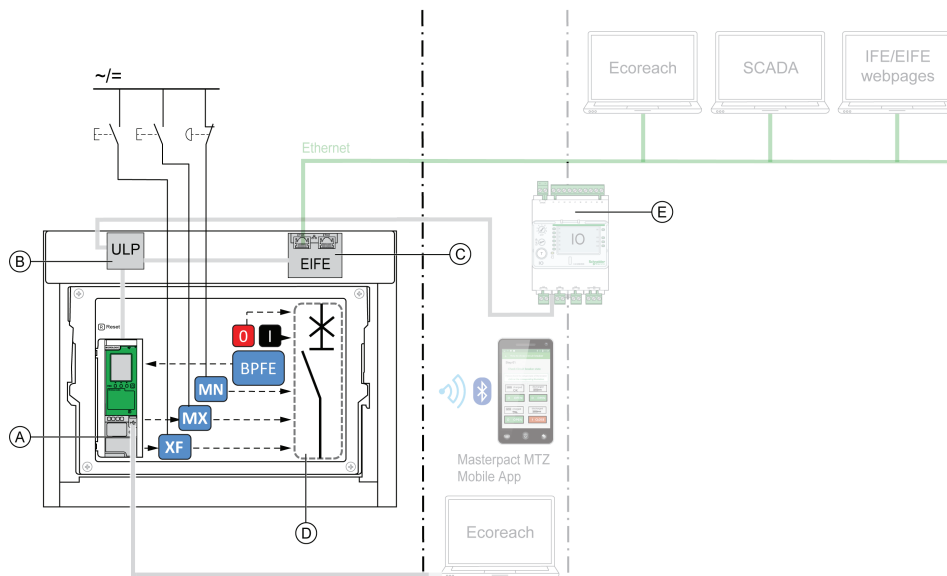 ~/=
Ecoreach
SCADA
IFE/EIFE
webpages
Ethernet
E
IO
ULP
EIFE
B
C
R Reset
0
I
BPFE
MN
MX
XF
A
D
Masterpact MTZ
Mobile App
Ecoreach